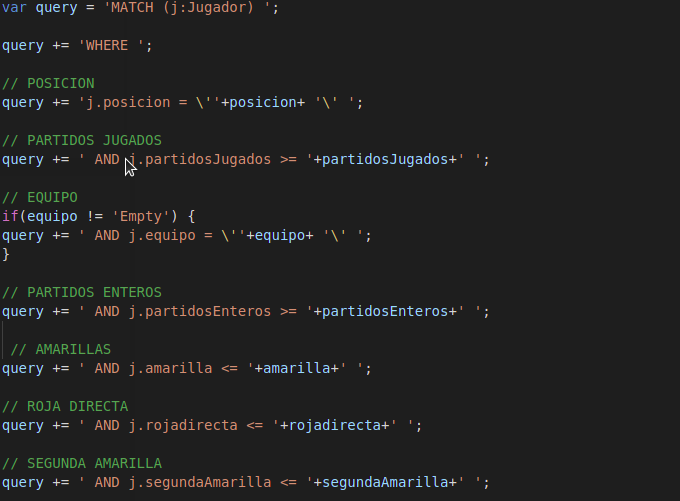 var query = 'MATCH (j:Jugador) ';
query += 'WHERE ';
// POSICION
query += 'j.posicion = \''+posicion+ '\' ';
// PARTIDOS JUGADOS
query += ' AND j.partidosJugados >= '+partidosJugados+' ';
// EQUIPO
if(equipo != 'Empty') {
query += ' AND j.equipo = \''+equipo+ '\' ';
}
// PARTIDOS ENTEROS
query += ' AND j.partidosEnteros >= '+partidosEnteros+' ';
// AMARILLAS
query += ' AND j.amarilla <= '+amarilla+' ';
// ROJA DIRECTA
query += ' AND j.rojadirecta <= '+rojadirecta+' ';
// SEGUNDA AMARILLA
query += ' AND j.segundaAmarilla <= '+segundaAmarilla+' ';